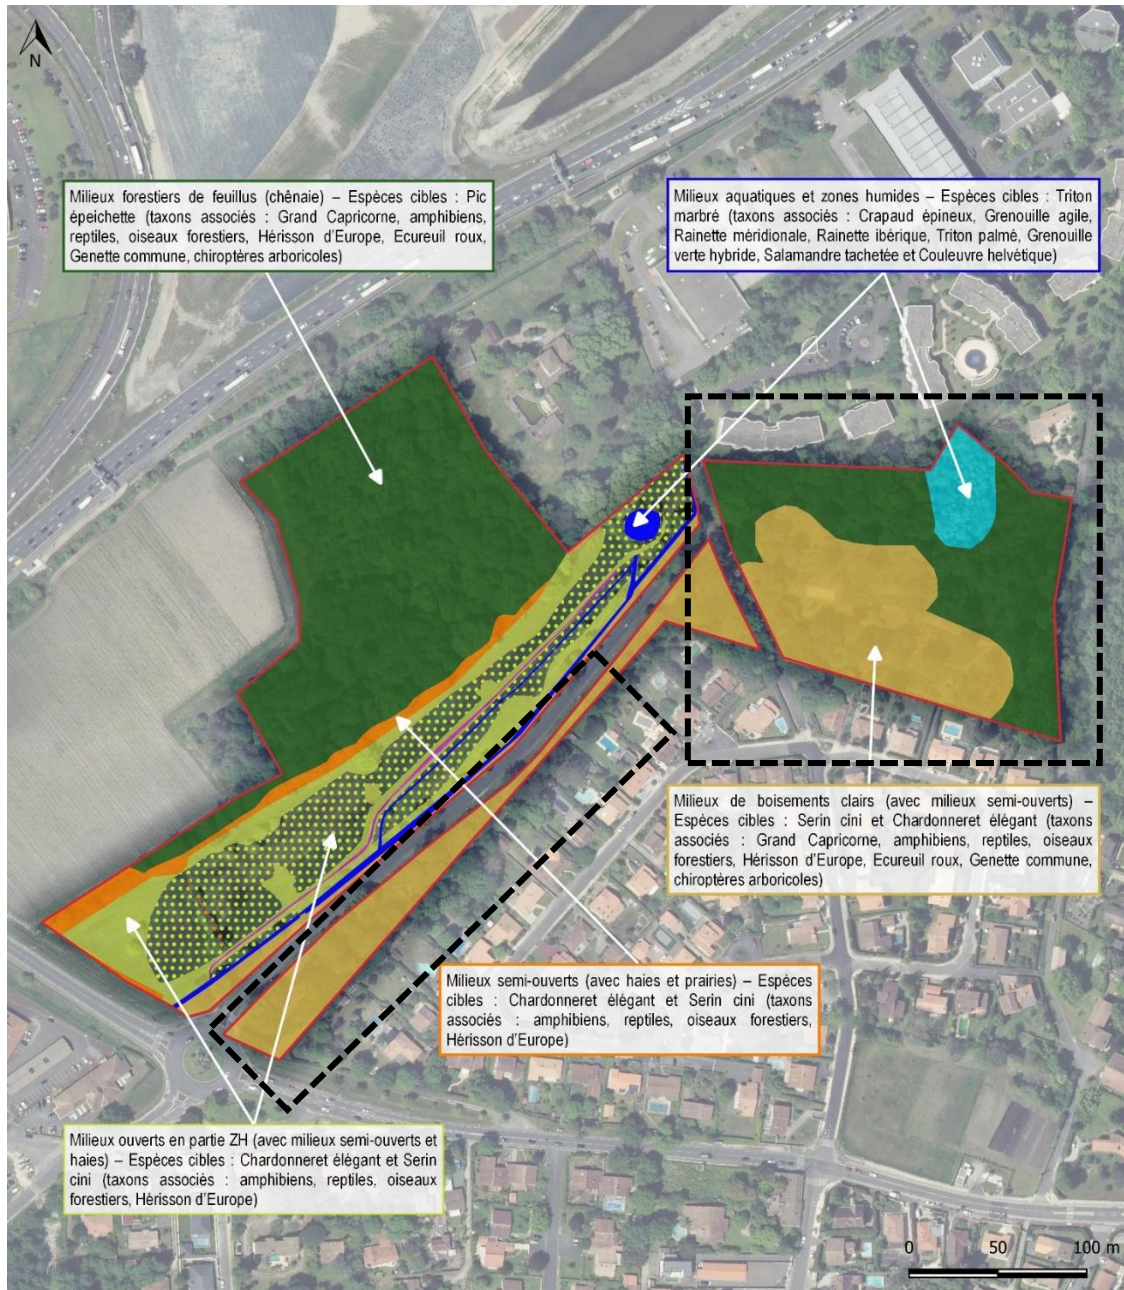 N
Milieux forestiers de feuillus (chênaie) – Espèces cibles : Pic
épeichette (taxons associés : Grand Capricorne, amphibiens,
reptiles, oiseaux forestiers, Hérisson d'Europe, Ecureuil roux,
Genette commune, chiroptères arboricoles)
Milieux aquatiques et zones humides – Espèces cibles : Triton
marbré (taxons associés : Crapaud épineux, Grenouille agile,
Rainette méridionale, Rainette ibérique, Triton palmé, Grenouille
verte hybride, Salamandre tachetée et Couleuvre helvétique)
Milieux de boisements clairs (avec milieux semi-ouverts) –
Espèces cibles : Serin cini et Chardonneret élégant (taxons
associés : Grand Capricorne, amphibiens, reptiles, oiseaux
forestiers, Hérisson d'Europe, Ecureuil roux, Genette commune,
chiroptères arboricoles)
Milieux semi-ouverts (avec haies et prairies) – Espèces
cibles : Chardonneret élégant et Serin cini (taxons
associés : amphibiens, reptiles, oiseaux forestiers,
Hérisson d'Europe)
Milieux ouverts en partie ZH (avec milieux semi-ouverts et
haies) – Espèces cibles : Chardonneret élégant et Serin
cini (taxons associés : amphibiens, reptiles, oiseaux
forestiers, Hérisson d'Europe)
0 50 100 m